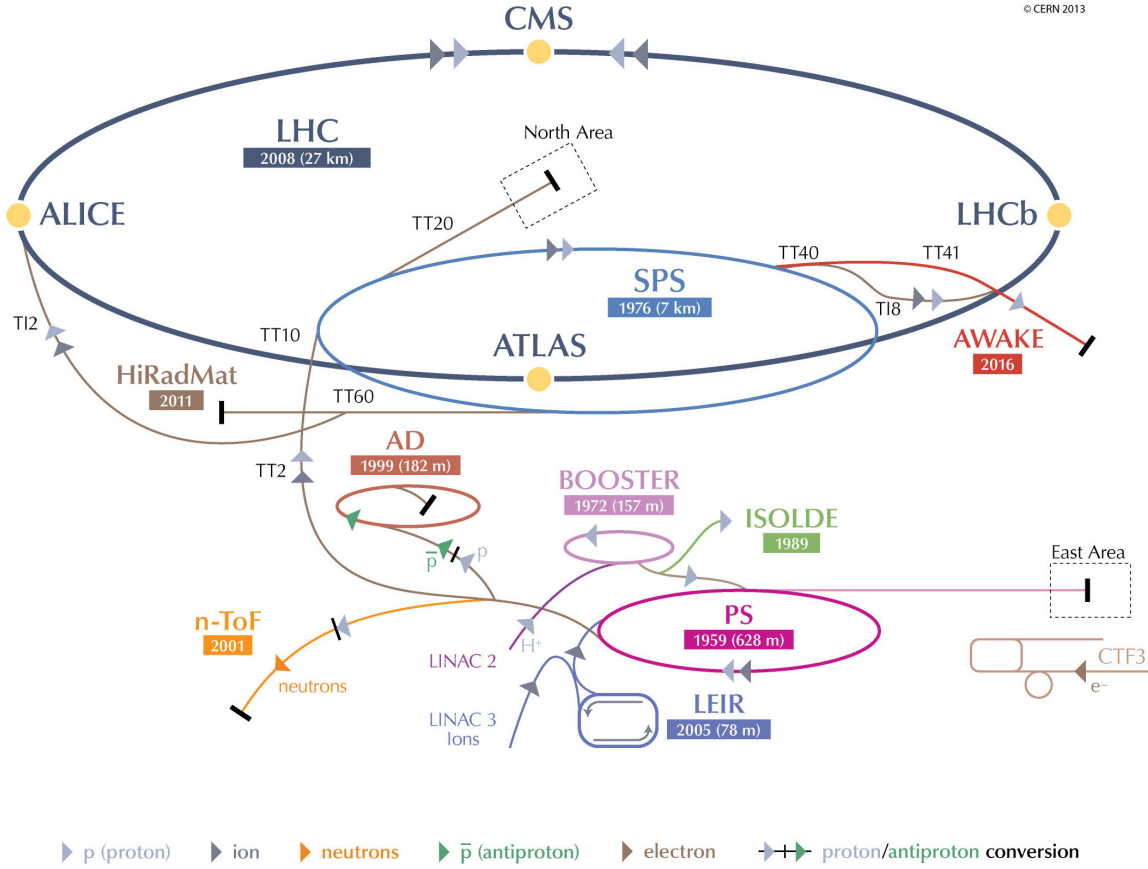 © CERN 2013
CMS
LHC
2008 (27 km)
North Area
ALICE
TT20
LHCb
TT40
TT41
SPS
1976 (7 km)
TI8
TI2
TT10
ATLAS
AWAKE
2016
HiRadMat
2011
TT60
AD
1999 (182 m)
TT2
BOOSTER
1972 (157 m)
ISOLDE
1989
p̅
p
East Area
n-ToF
2001
PS
1959 (628 m)
H⁺
LINAC 2
CTF3
neutrons
e⁻
LEIR
2005 (78 m)
LINAC 3
Ions
p (proton)
ion
neutrons
p̅ (antiproton)
electron
proton/antiproton conversion